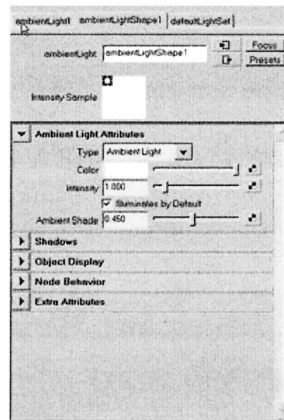 ambientLight1 ambientLightShape1 defaultLightSet
ambientLight: ambientLightShape1 Focus
Presets
Intensity Sample
Ambient Light Attributes
Type Ambient Light
Color
Intensity 1.000
Illuminates by Default
Ambient Shade 0.450
Shadows
Object Display
Node Behavior
Extra Attributes